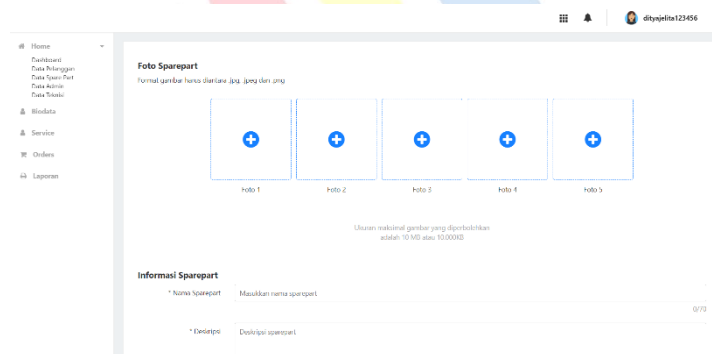 dityajelita123456
Home
Dashboard
Data Pelanggan
Data Spare Part
Data Admin
Data Teknisi
Biodata
Service
Orders
Laporan
Foto Sparepart
Format gambar harus diantara .jpg, .jpeg dan .png
Foto 1 Foto 2 Foto 3 Foto 4 Foto 5
Ukuran maksimal gambar yang diperbolehkan
adalah 10 MB atau 10.000KB
Informasi Sparepart
* Nama Sparepart Masukkan nama sparepart
0/70
* Deskripsi Deskripsi sparepart